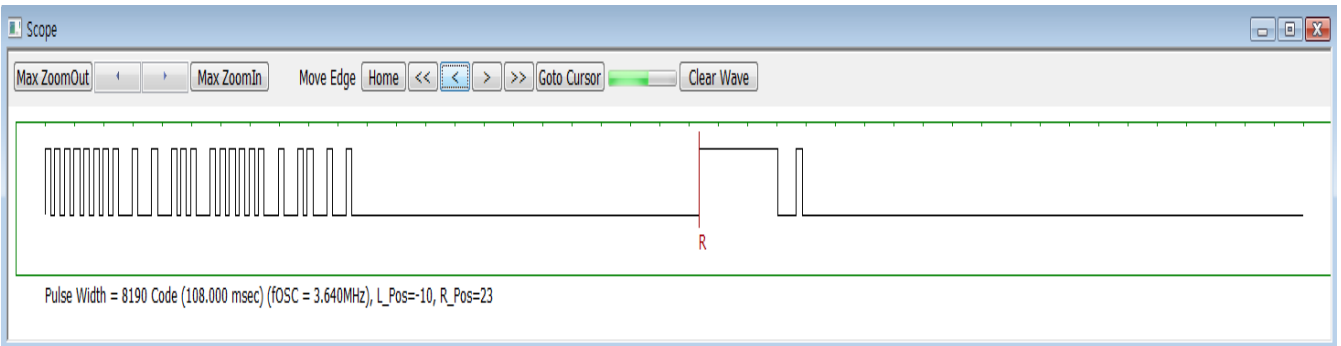 Scope
Max ZoomOut Max ZoomIn Move Edge Home << < > >> Goto Cursor Clear Wave
R
Pulse Width = 8190 Code (108.000 msec) (fOSC = 3.640MHz), L_Pos=-10, R_Pos=23